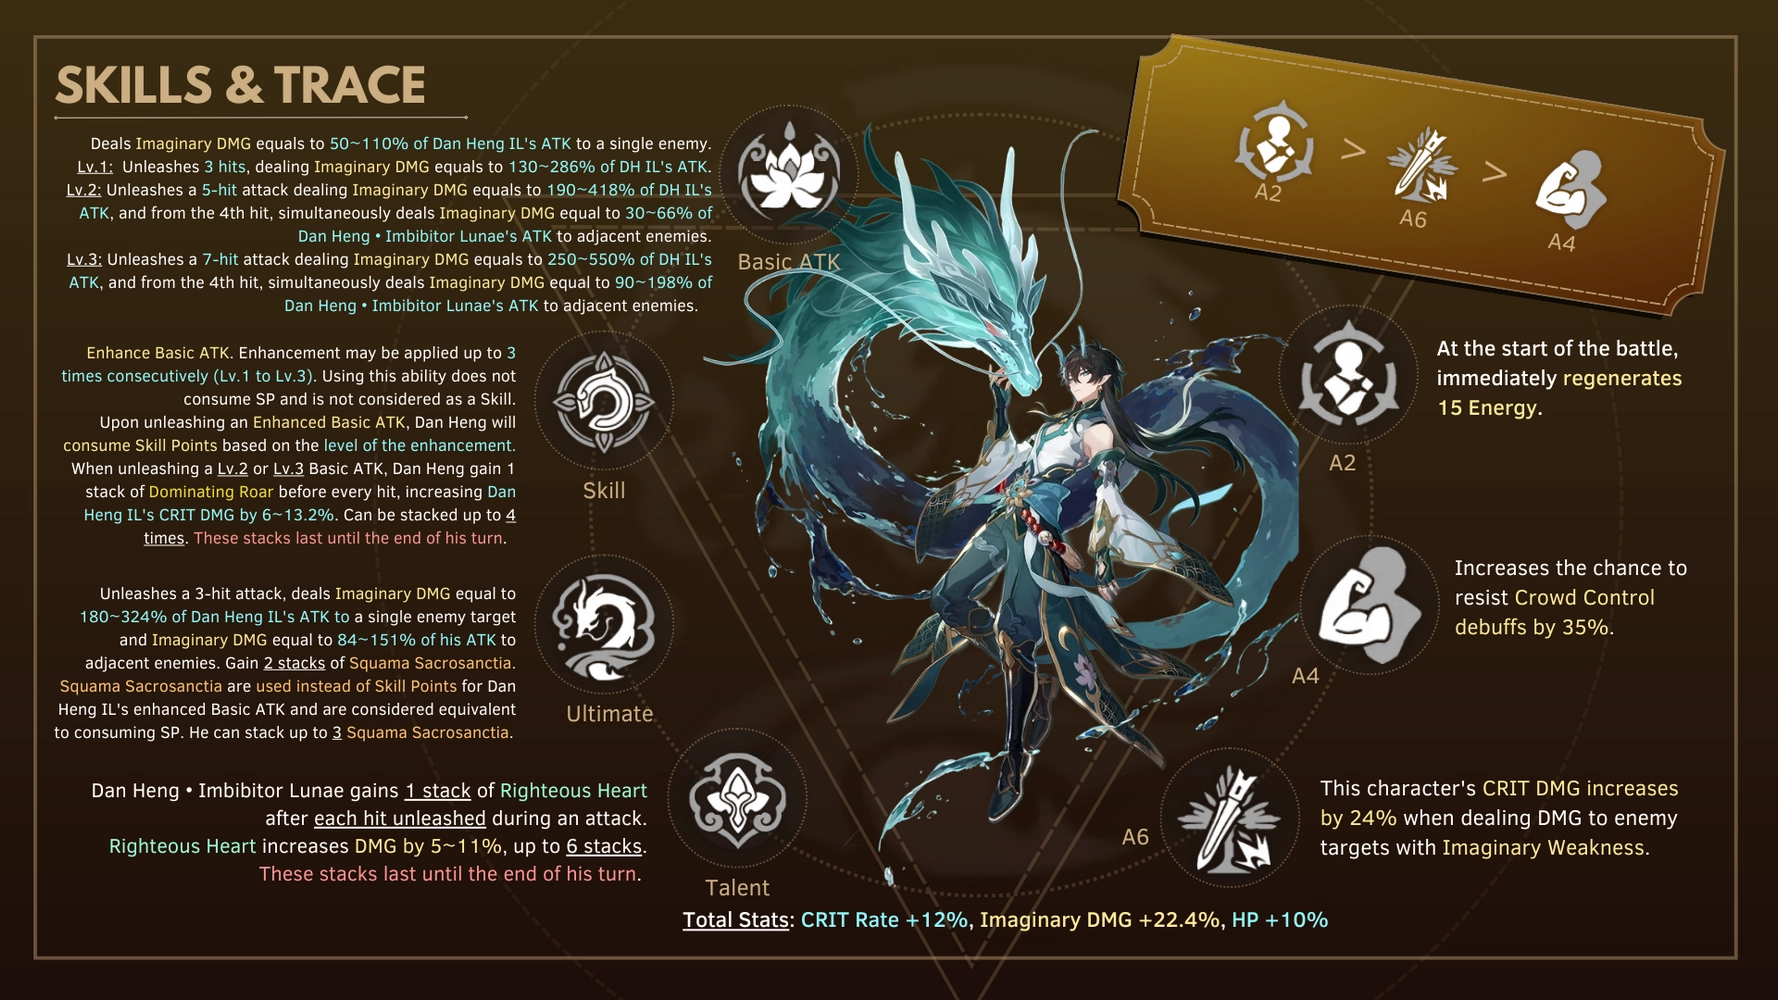 SKILLS & TRACE
Deals Imaginary DMG equals to 50~110% of Dan Heng IL's ATK to a single enemy.
Lv.1: Unleashes 3 hits, dealing Imaginary DMG equals to 130~286% of DH IL's ATK.
Lv.2: Unleashes a 5-hit attack dealing Imaginary DMG equals to 190~418% of DH IL's
ATK, and from the 4th hit, simultaneously deals Imaginary DMG equal to 30~66% of
Dan Heng • Imbibitor Lunae's ATK to adjacent enemies.
Lv.3: Unleashes a 7-hit attack dealing Imaginary DMG equals to 250~550% of DH IL's
ATK, and from the 4th hit, simultaneously deals Imaginary DMG equal to 90~198% of
Dan Heng • Imbibitor Lunae's ATK to adjacent enemies.
Basic ATK
Enhance Basic ATK. Enhancement may be applied up to 3
times consecutively (Lv.1 to Lv.3). Using this ability does not
consume SP and is not considered as a Skill.
Upon unleashing an Enhanced Basic ATK, Dan Heng will
consume Skill Points based on the level of the enhancement.
When unleashing a Lv.2 or Lv.3 Basic ATK, Dan Heng gain 1
stack of Dominating Roar before every hit, increasing Dan
Heng IL's CRIT DMG by 6~13.2%. Can be stacked up to 4
times. These stacks last until the end of his turn.
Skill
Unleashes a 3-hit attack, deals Imaginary DMG equal to
180~324% of Dan Heng IL's ATK to a single enemy target
and Imaginary DMG equal to 84~151% of his ATK to
adjacent enemies. Gain 2 stacks of Squama Sacrosanctia.
Squama Sacrosanctia are used instead of Skill Points for Dan
Heng IL's enhanced Basic ATK and are considered equivalent
to consuming SP. He can stack up to 3 Squama Sacrosanctia.
Ultimate
Dan Heng • Imbibitor Lunae gains 1 stack of Righteous Heart
after each hit unleashed during an attack.
Righteous Heart increases DMG by 5~11%, up to 6 stacks.
These stacks last until the end of his turn.
Talent
A2 > A6 > A4
At the start of the battle,
immediately regenerates
15 Energy.
A2
Increases the chance to
resist Crowd Control
debuffs by 35%.
A4
This character's CRIT DMG increases
by 24% when dealing DMG to enemy
targets with Imaginary Weakness.
A6
Total Stats: CRIT Rate +12%, Imaginary DMG +22.4%, HP +10%